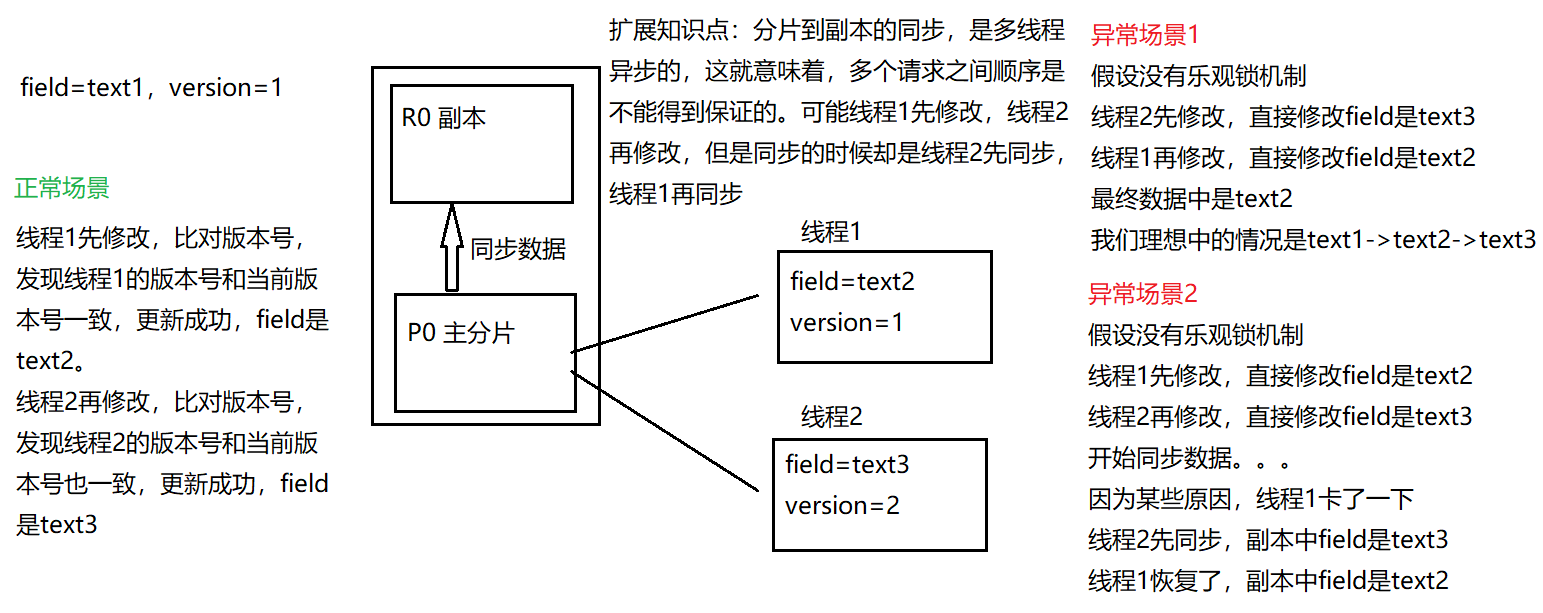 field=text1，version=1
正常场景
线程1先修改，比对版本号，
发现线程1的版本号和当前版
本号一致，更新成功，field是
text2。
线程2再修改，比对版本号，
发现线程2的版本号和当前版
本号也一致，更新成功，field
是text3
R0 副本
同步数据
P0 主分片
扩展知识点：分片到副本的同步，是多线程
异步的，这就意味着，多个请求之间顺序是
不能得到保证的。可能线程1先修改，线程2
再修改，但是同步的时候却是线程2先同步，
线程1再同步
线程1
field=text2
version=1
线程2
field=text3
version=2
异常场景1
假设没有乐观锁机制
线程2先修改，直接修改field是text3
线程1再修改，直接修改field是text2
最终数据中是text2
我们理想中的情况是text1->text2->text3
异常场景2
假设没有乐观锁机制
线程1先修改，直接修改field是text2
线程2再修改，直接修改field是text3
开始同步数据。。。
因为某些原因，线程1卡了一下
线程2先同步，副本中field是text3
线程1恢复了，副本中field是text2